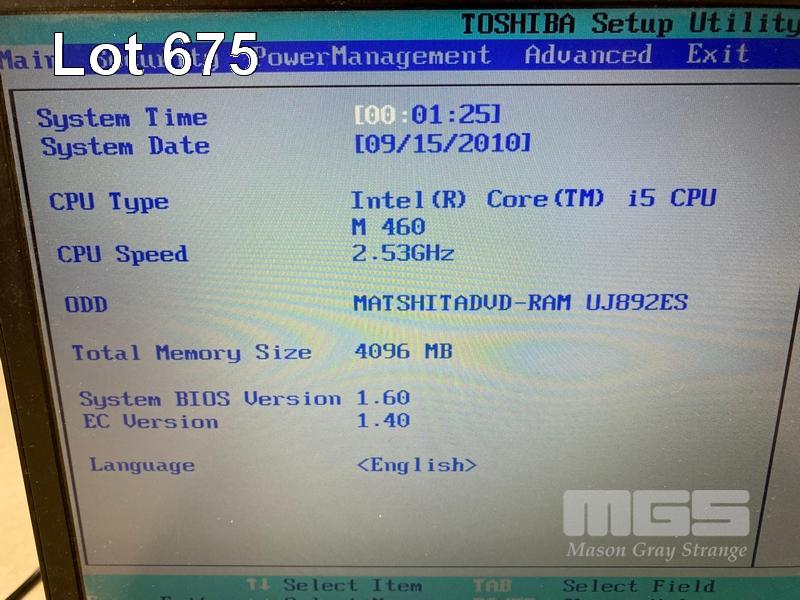 TOSHIBA Setup Utility
Lot 675
Main Security PowerManagement Advanced Exit
System Time [00:01:25]
System Date [09/15/2010]
CPU Type Intel(R) Core(TM) i5 CPU
M 460
CPU Speed 2.53GHz
ODD MATSHITADVD-RAM UJ892ES
Total Memory Size 4096 MB
System BIOS Version 1.60
EC Version 1.40
Language <English>
MGS
Mason Gray Strange
↑↓ Select Item TAB Select Field